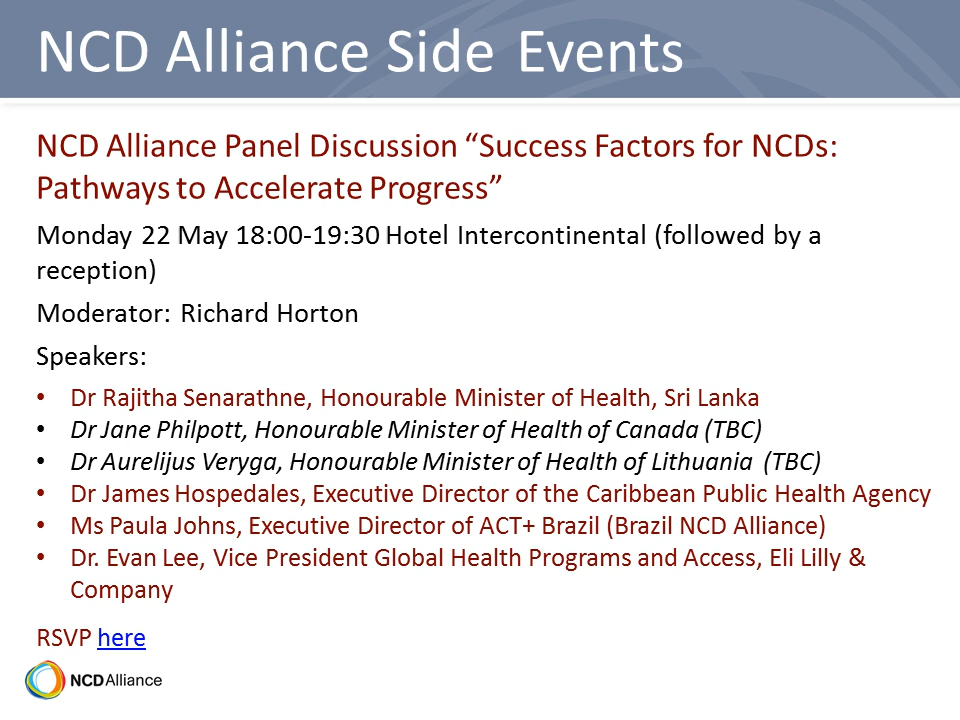 NCD Alliance Side Events
NCD Alliance Panel Discussion “Success Factors for NCDs:
Pathways to Accelerate Progress”
Monday 22 May 18:00-19:30 Hotel Intercontinental (followed by a
reception)
Moderator: Richard Horton
Speakers:
• Dr Rajitha Senarathne, Honourable Minister of Health, Sri Lanka
• Dr Jane Philpott, Honourable Minister of Health of Canada (TBC)
• Dr Aurelijus Veryga, Honourable Minister of Health of Lithuania (TBC)
• Dr James Hospedales, Executive Director of the Caribbean Public Health Agency
• Ms Paula Johns, Executive Director of ACT+ Brazil (Brazil NCD Alliance)
• Dr. Evan Lee, Vice President Global Health Programs and Access, Eli Lilly &
Company
RSVP here
NCD Alliance